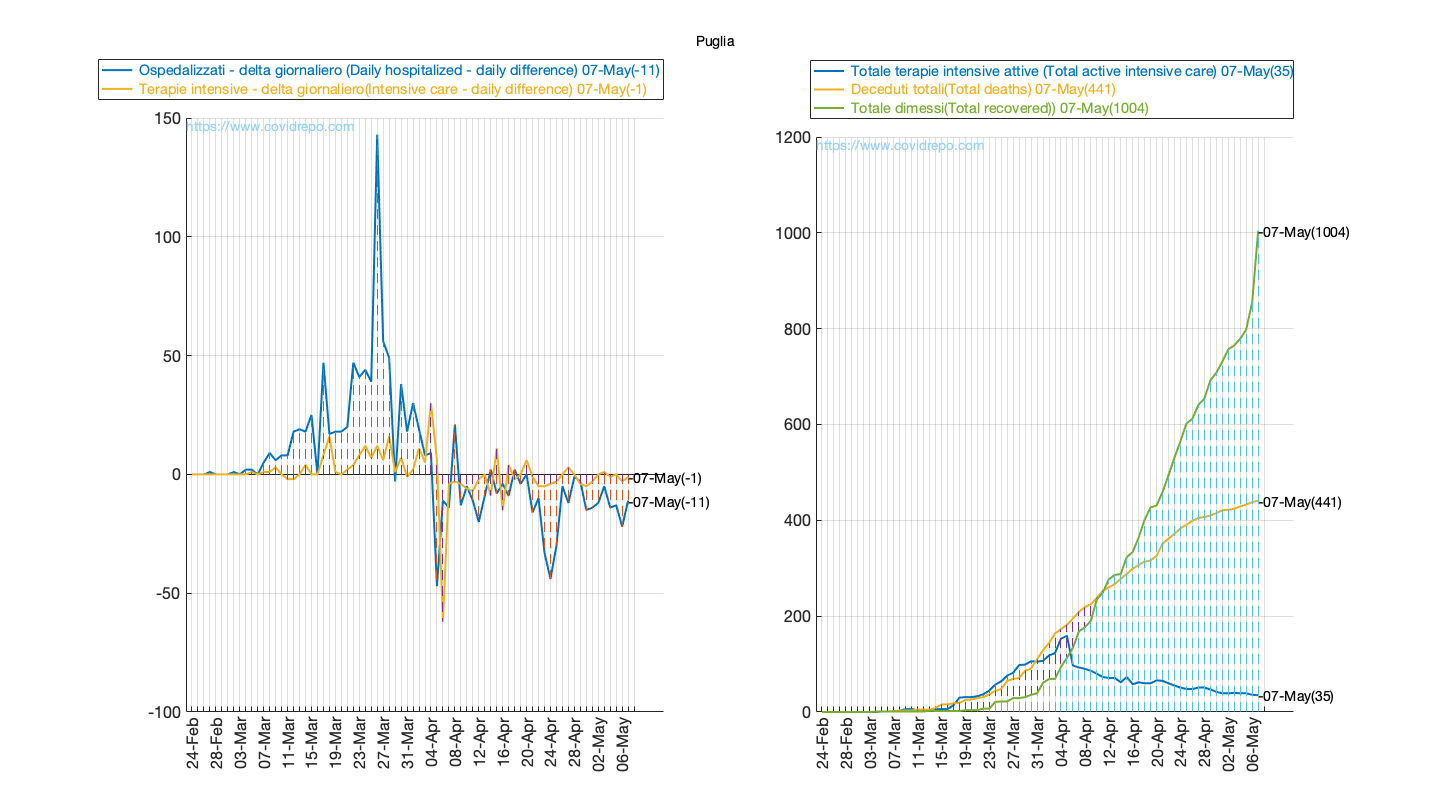 Puglia
Ospedalizzati - delta giornaliero (Daily hospitalized - daily difference) 07-May(-11)
Terapie intensive - delta giornaliero(Intensive care - daily difference) 07-May(-1)
https://www.covidrepo.com
150
100
50
0
-50
-100
07-May(-1)
07-May(-11)
24-Feb
28-Feb
03-Mar
07-Mar
11-Mar
15-Mar
19-Mar
23-Mar
27-Mar
31-Mar
04-Apr
08-Apr
12-Apr
16-Apr
20-Apr
24-Apr
28-Apr
02-May
06-May
Totale terapie intensive attive (Total active intensive care) 07-May(35)
Deceduti totali(Total deaths) 07-May(441)
Totale dimessi(Total recovered)) 07-May(1004)
https://www.covidrepo.com
1200
1000
800
600
400
200
0
07-May(1004)
07-May(441)
07-May(35)
24-Feb
28-Feb
03-Mar
07-Mar
11-Mar
15-Mar
19-Mar
23-Mar
27-Mar
31-Mar
04-Apr
08-Apr
12-Apr
16-Apr
20-Apr
24-Apr
28-Apr
02-May
06-May